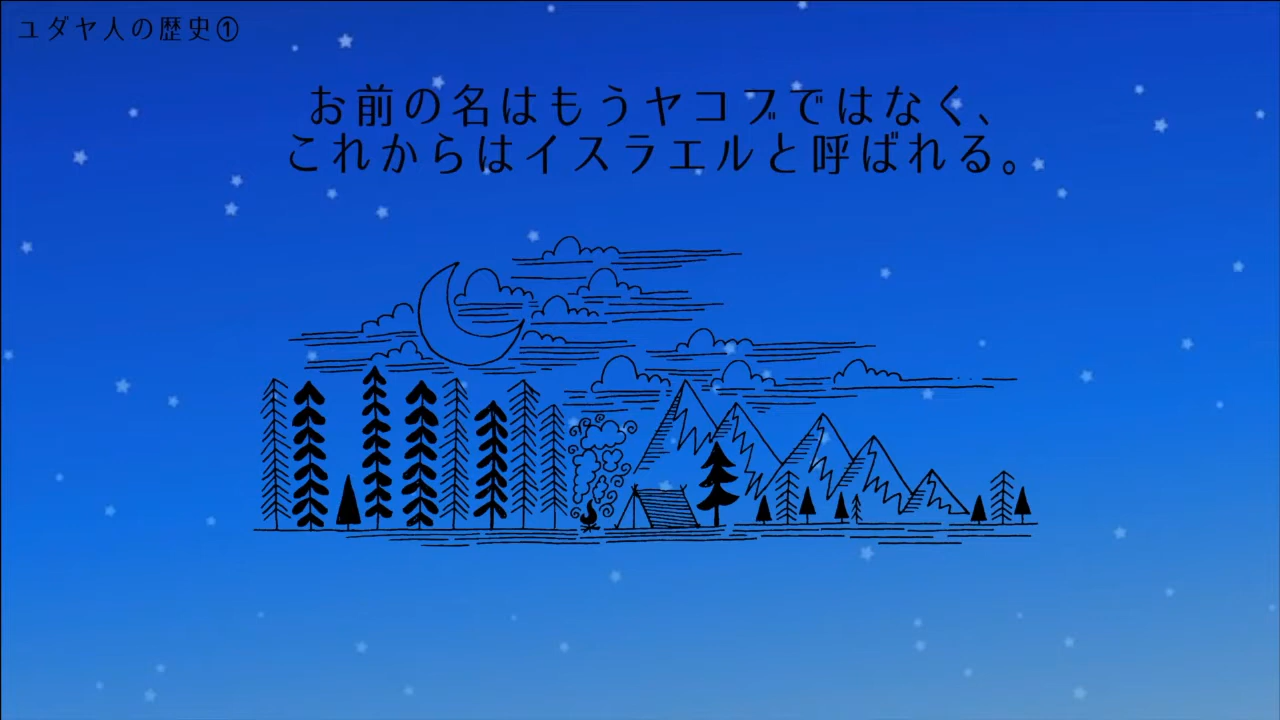 ユダヤ人の歴史①
お前の名はもうヤコブではなく、
これからはイスラエルと呼ばれる。